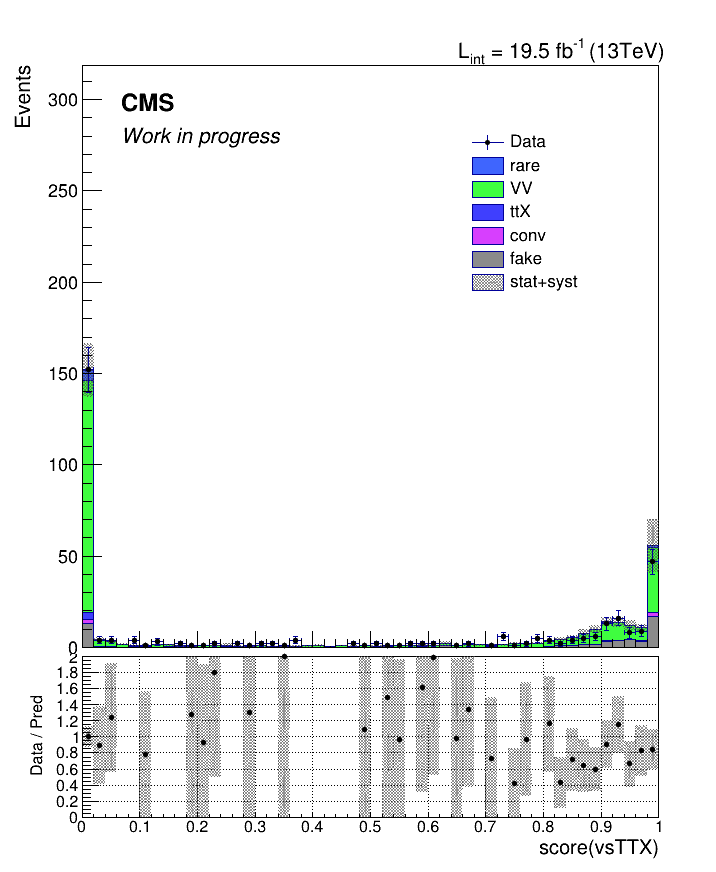 L_int = 19.5 fb^-1 (13TeV)
Events
CMS
Work in progress
Data
rare
VV
ttX
conv
fake
stat+syst
300
250
200
150
100
50
0
Data / Pred
2
1.8
1.6
1.4
1.2
1
0.8
0.6
0.4
0.2
0
0 0.1 0.2 0.3 0.4 0.5 0.6 0.7 0.8 0.9 1
score(vsTTX)